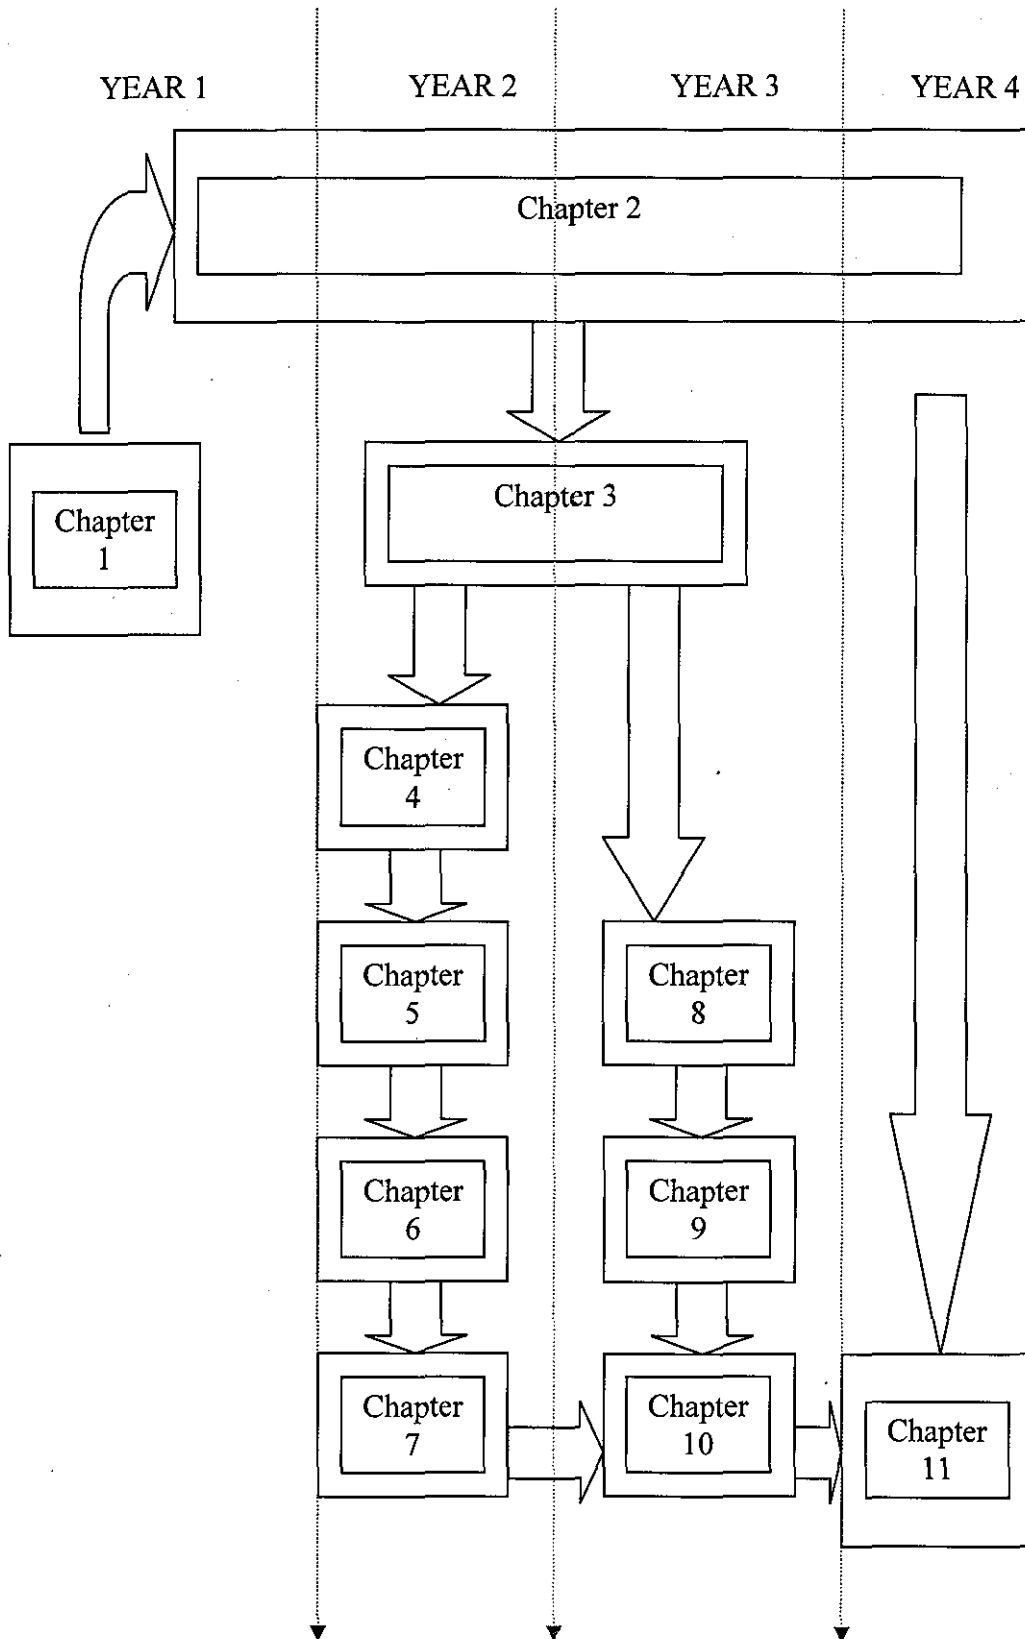 YEAR 1
YEAR 2
YEAR 3
YEAR 4
Chapter 2
Chapter 3
Chapter
1
Chapter
4
Chapter
5
Chapter
8
Chapter
6
Chapter
9
Chapter
7
Chapter
10
Chapter
11